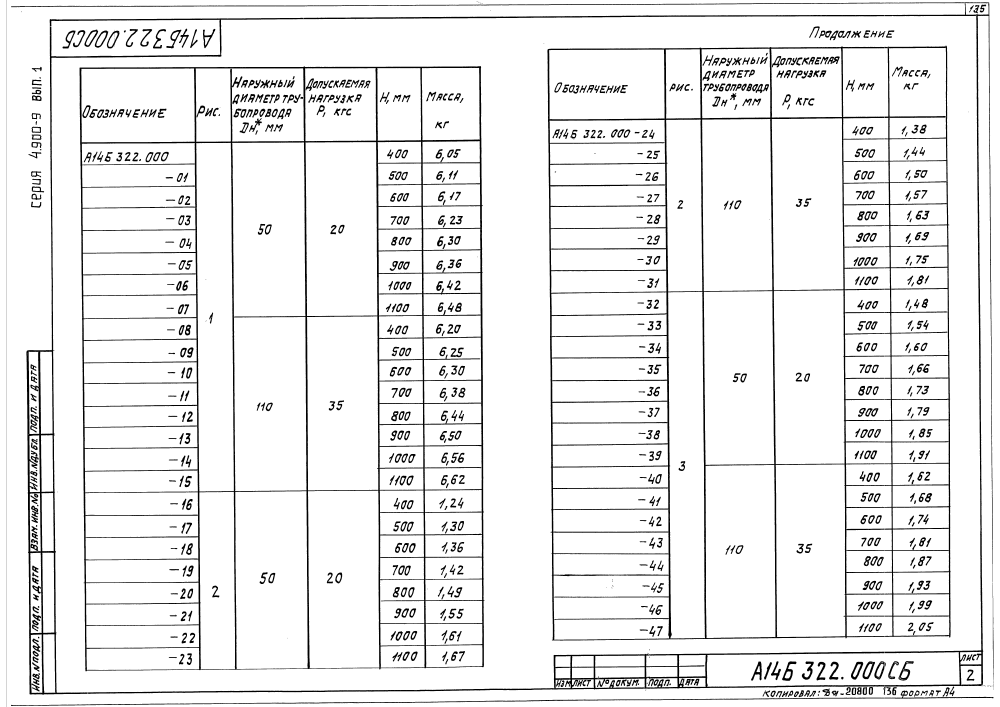 125
А14Б322.000СБ
Продолжение
Серия 4.900-9 вып. 1
Обозначение | Рис. | Наружный диаметр трубопровода Dн*, мм | Допускаемая нагрузка Р, кгс | Н, мм | Масса, кг
А14Б 322.000 | 1 | 50 | 20 | 400 | 6,05
-01 | 500 | 6,11
-02 | 600 | 6,17
-03 | 700 | 6,23
-04 | 800 | 6,30
-05 | 900 | 6,36
-06 | 1000 | 6,42
-07 | 1100 | 6,48
-08 | 110 | 35 | 400 | 6,20
-09 | 500 | 6,25
-10 | 600 | 6,30
-11 | 700 | 6,38
-12 | 800 | 6,44
-13 | 900 | 6,50
-14 | 1000 | 6,56
-15 | 1100 | 6,62
-16 | 2 | 50 | 20 | 400 | 1,24
-17 | 500 | 1,30
-18 | 600 | 1,36
-19 | 700 | 1,42
-20 | 800 | 1,49
-21 | 900 | 1,55
-22 | 1000 | 1,61
-23 | 1100 | 1,67
Обозначение | Рис. | Наружный диаметр трубопровода Dн*, мм | Допускаемая нагрузка Р, кгс | Н, мм | Масса, кг
А14Б 322.000-24 | 2 | 110 | 35 | 400 | 1,38
-25 | 500 | 1,44
-26 | 600 | 1,50
-27 | 700 | 1,57
-28 | 800 | 1,63
-29 | 900 | 1,69
-30 | 1000 | 1,75
-31 | 1100 | 1,81
-32 | 3 | 50 | 20 | 400 | 1,48
-33 | 500 | 1,54
-34 | 600 | 1,60
-35 | 700 | 1,66
-36 | 800 | 1,73
-37 | 900 | 1,79
-38 | 1000 | 1,85
-39 | 1100 | 1,91
-40 | 110 | 35 | 400 | 1,62
-41 | 500 | 1,68
-42 | 600 | 1,74
-43 | 700 | 1,81
-44 | 800 | 1,87
-45 | 900 | 1,93
-46 | 1000 | 1,99
-47 | 1100 | 2,05
Инв.№подл. Подп. и дата Взам.инв.№ Инв.№дубл. Подп. и дата
Изм. Лист №докум. Подп. Дата
А14Б 322.000СБ
Лист
2
Копировал: 20800 136 формат А4